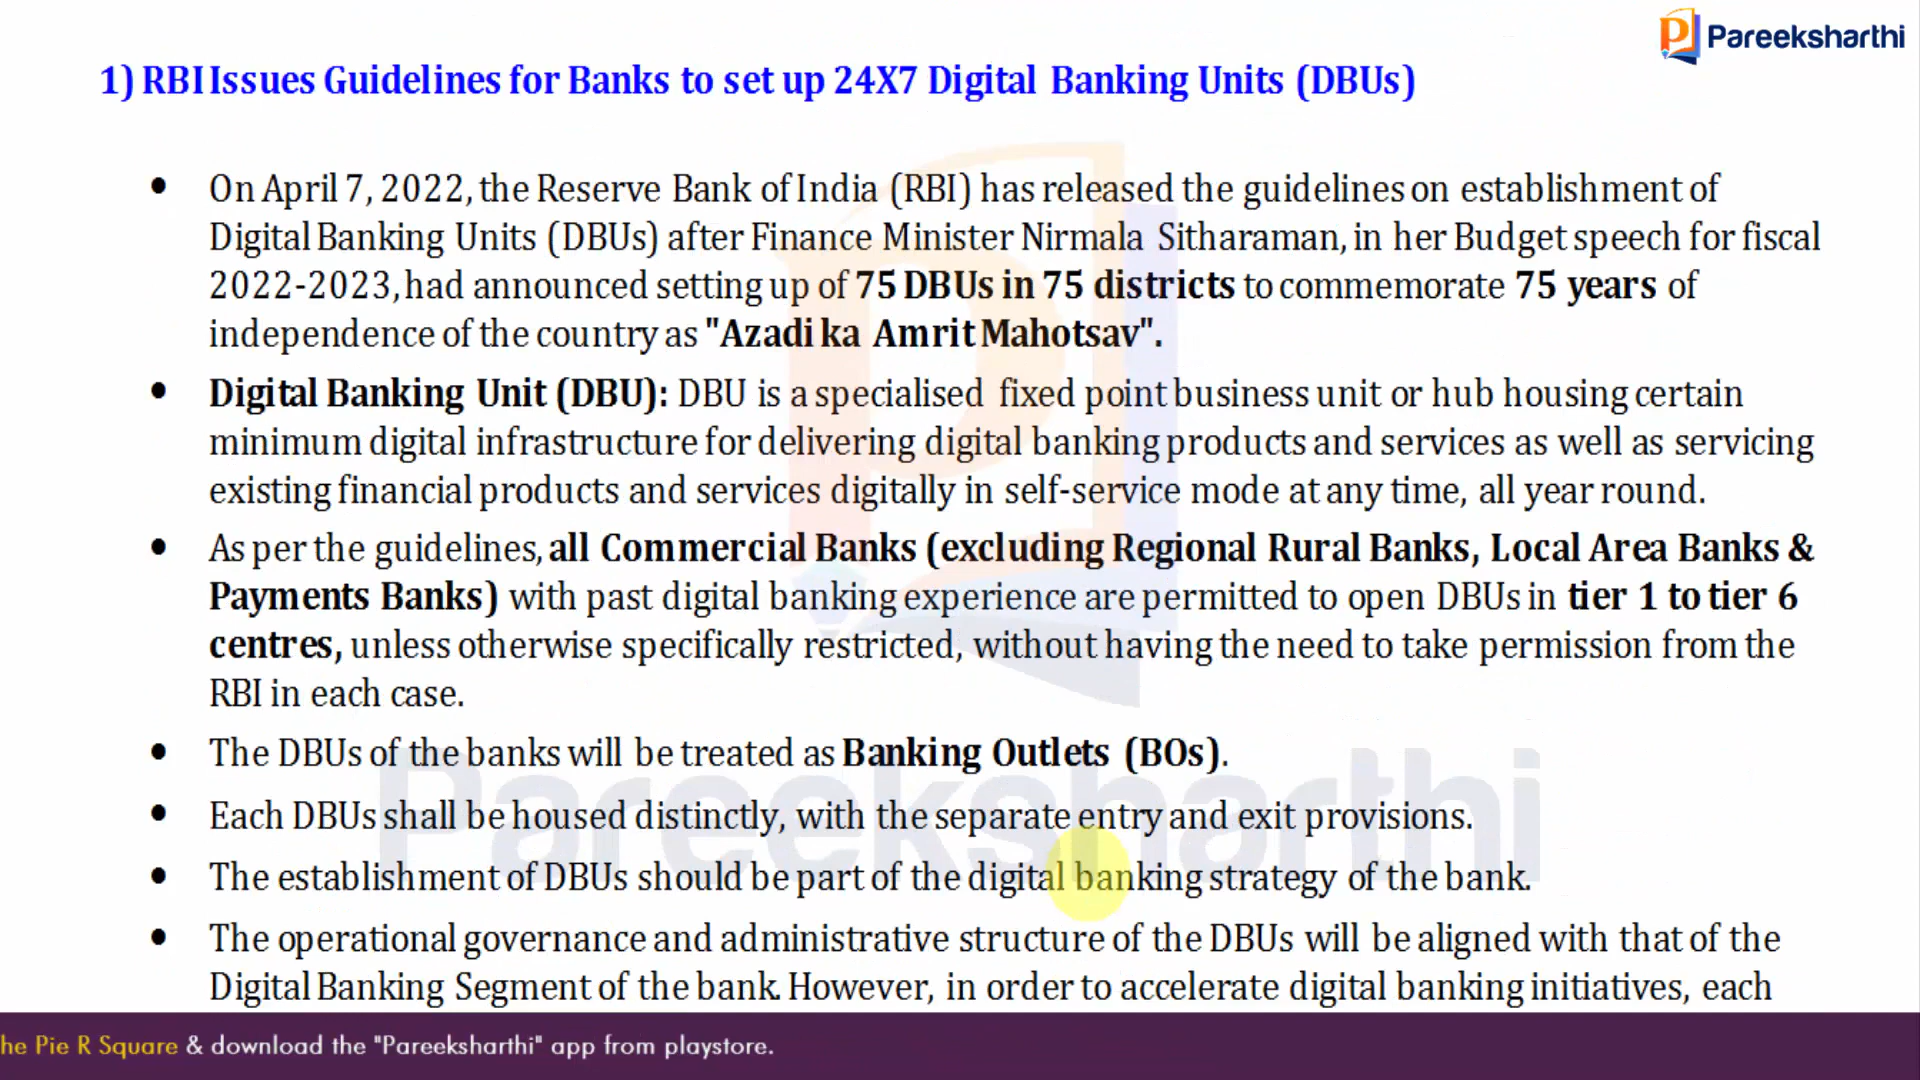 Pareeksharthi
1) RBI Issues Guidelines for Banks to set up 24X7 Digital Banking Units (DBUs)
• On April 7, 2022, the Reserve Bank of India (RBI) has released the guidelines on establishment of
Digital Banking Units (DBUs) after Finance Minister Nirmala Sitharaman, in her Budget speech for fiscal
2022-2023, had announced setting up of 75 DBUs in 75 districts to commemorate 75 years of
independence of the country as "Azadi ka Amrit Mahotsav".
• Digital Banking Unit (DBU): DBU is a specialised fixed point business unit or hub housing certain
minimum digital infrastructure for delivering digital banking products and services as well as servicing
existing financial products and services digitally in self-service mode at any time, all year round.
• As per the guidelines, all Commercial Banks (excluding Regional Rural Banks, Local Area Banks &
Payments Banks) with past digital banking experience are permitted to open DBUs in tier 1 to tier 6
centres, unless otherwise specifically restricted, without having the need to take permission from the
RBI in each case.
• The DBUs of the banks will be treated as Banking Outlets (BOs).
• Each DBUs shall be housed distinctly, with the separate entry and exit provisions.
• The establishment of DBUs should be part of the digital banking strategy of the bank.
• The operational governance and administrative structure of the DBUs will be aligned with that of the
Digital Banking Segment of the bank. However, in order to accelerate digital banking initiatives, each
Pareeksharthi
he Pie R Square & download the "Pareeksharthi" app from playstore.